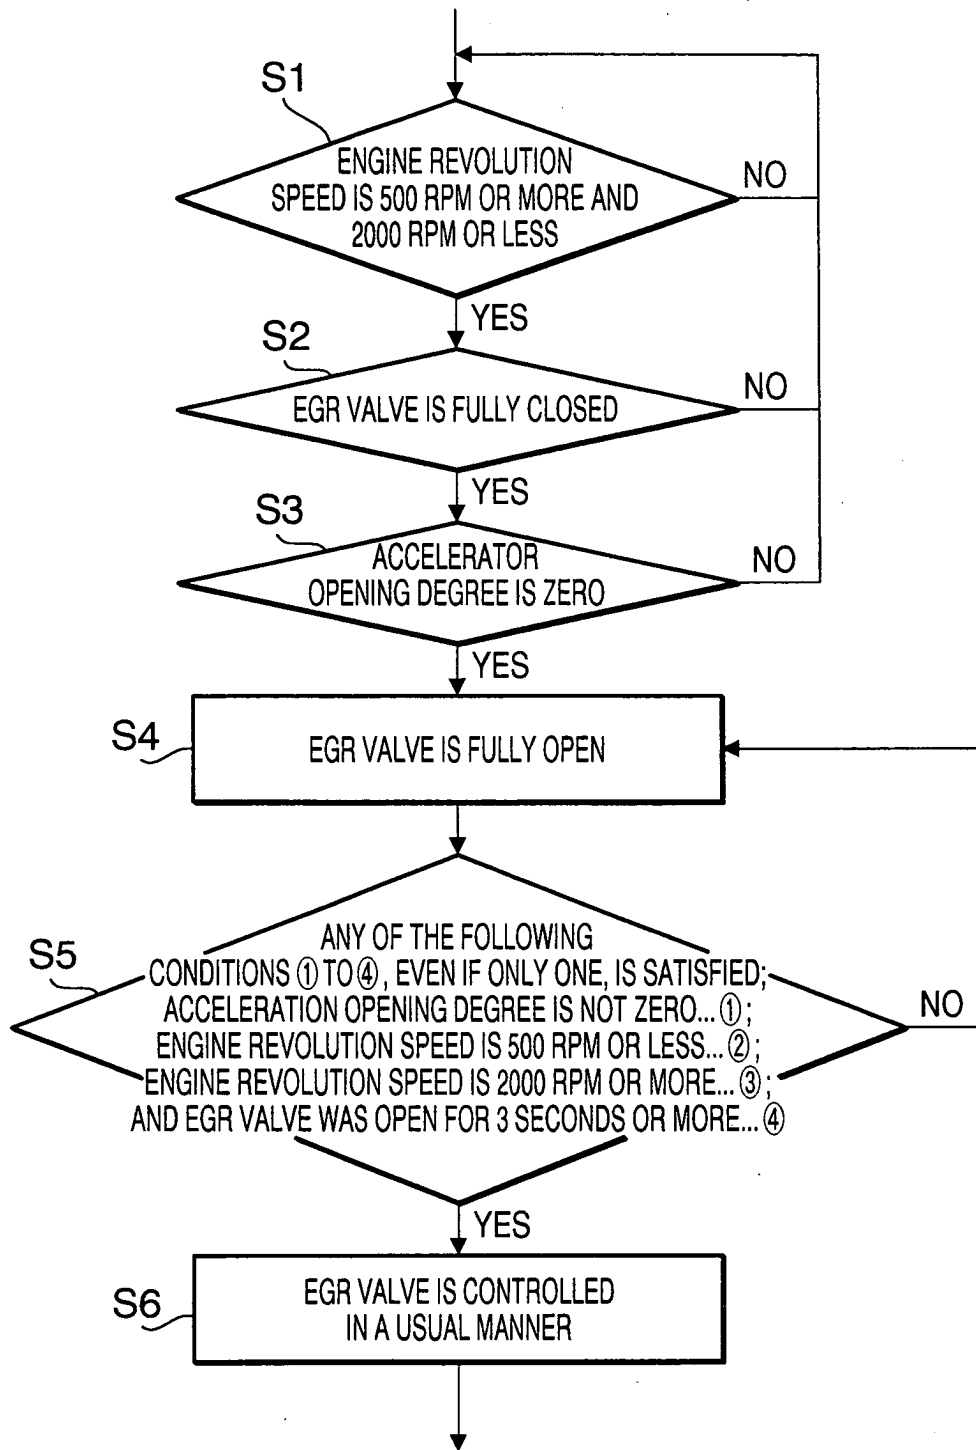 S1
ENGINE REVOLUTION
SPEED IS 500 RPM OR MORE AND
2000 RPM OR LESS
NO
YES
S2
EGR VALVE IS FULLY CLOSED
NO
YES
S3
ACCELERATOR
OPENING DEGREE IS ZERO
NO
YES
S4
EGR VALVE IS FULLY OPEN
S5
ANY OF THE FOLLOWING
CONDITIONS ① TO ④, EVEN IF ONLY ONE, IS SATISFIED;
ACCELERATION OPENING DEGREE IS NOT ZERO... ①;
ENGINE REVOLUTION SPEED IS 500 RPM OR LESS... ②;
ENGINE REVOLUTION SPEED IS 2000 RPM OR MORE... ③;
AND EGR VALVE WAS OPEN FOR 3 SECONDS OR MORE... ④
NO
YES
S6
EGR VALVE IS CONTROLLED
IN A USUAL MANNER